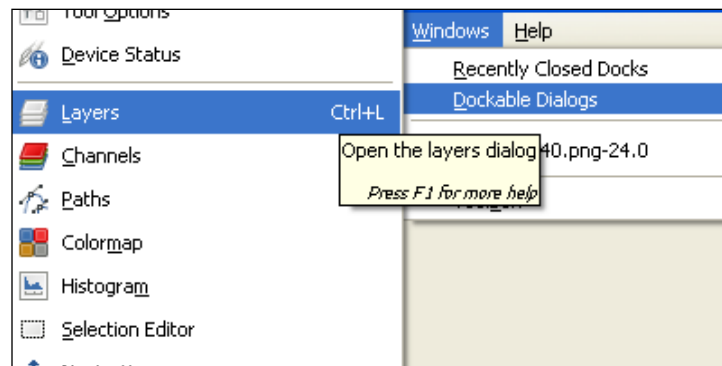 Tool Options
Device Status
Layers Ctrl+L
Channels
Paths
Colormap
Histogram
Selection Editor
Windows Help
Recently Closed Docks
Dockable Dialogs
40.png-24.0
Open the layers dialog
Press F1 for more help